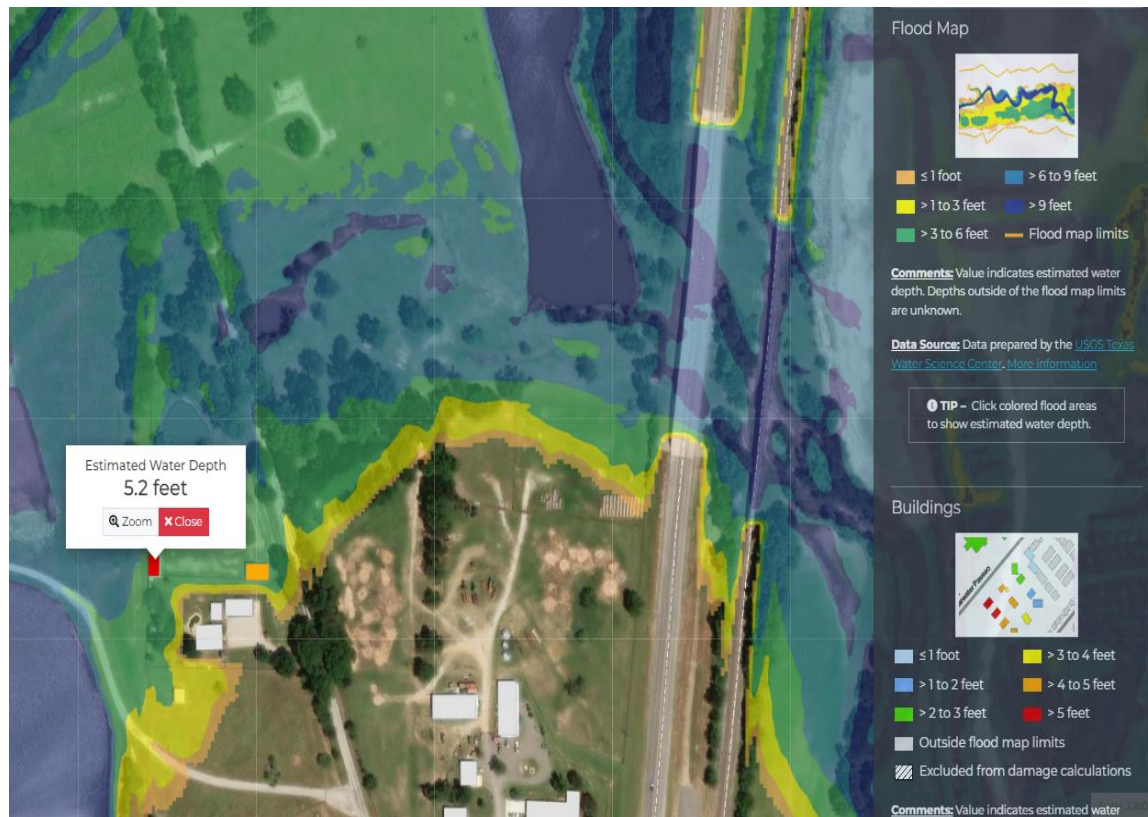 Flood Map
≤ 1 foot
> 6 to 9 feet
> 1 to 3 feet
> 9 feet
> 3 to 6 feet
Flood map limits
Comments: Value indicates estimated water
depth. Depths outside of the flood map limits
are unknown.
Data Source: Data prepared by the USGS Texas
Water Science Center. More information
TIP – Click colored flood areas
to show estimated water depth.
Estimated Water Depth
5.2 feet
Zoom
Close
Buildings
≤ 1 foot
> 3 to 4 feet
> 1 to 2 feet
> 4 to 5 feet
> 2 to 3 feet
> 5 feet
Outside flood map limits
Excluded from damage calculations
Comments: Value indicates estimated water